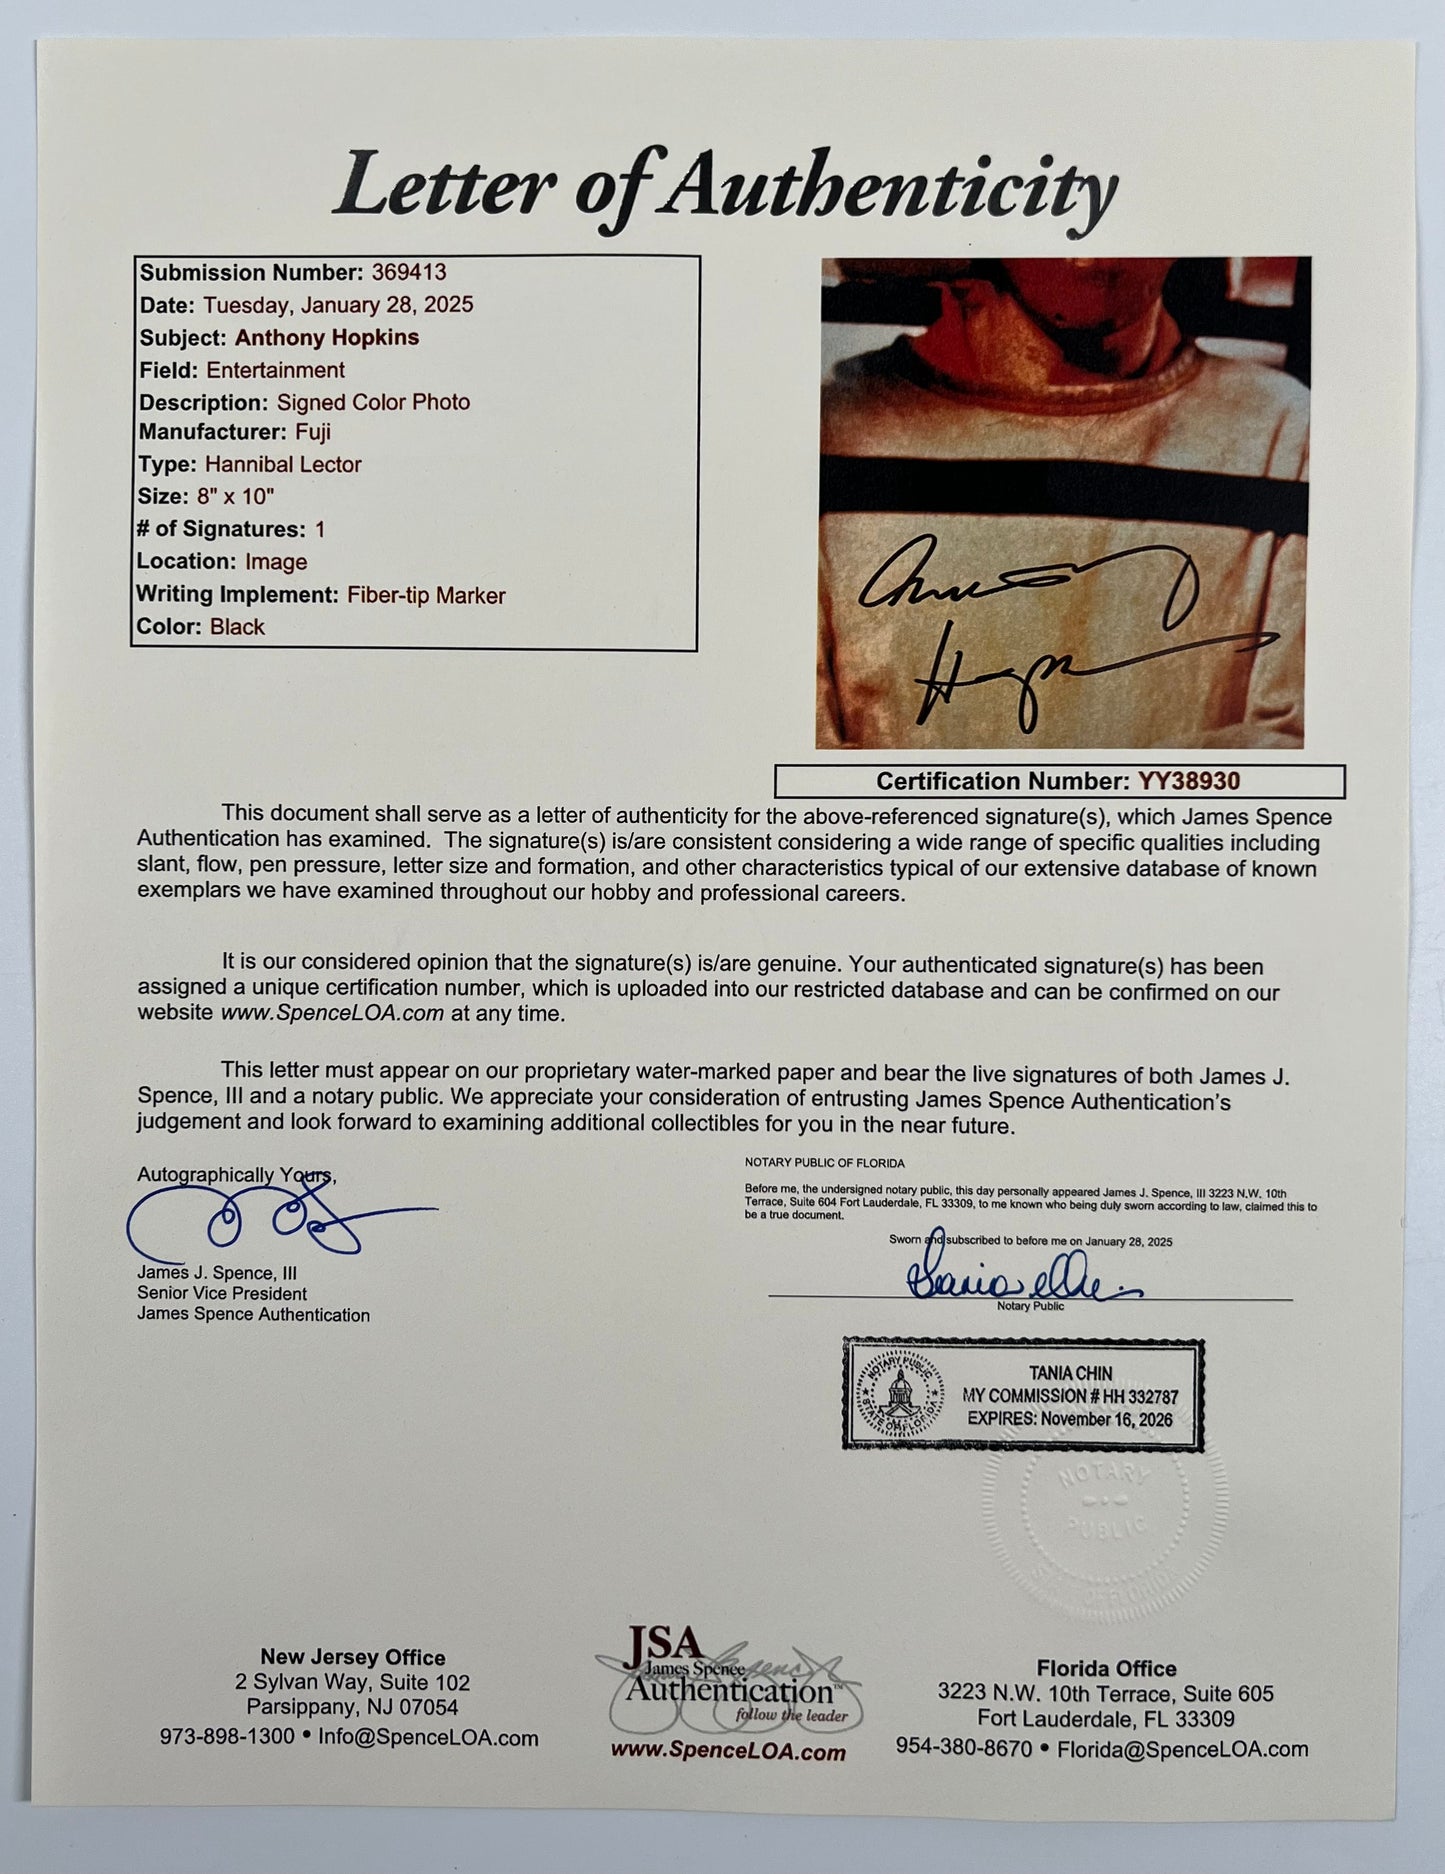 Letter of Authenticity
Submission Number: 369413
Date: Tuesday, January 28, 2025
Subject: Anthony Hopkins
Field: Entertainment
Description: Signed Color Photo
Manufacturer: Fuji
Type: Hannibal Lector
Size: 8" x 10"
# of Signatures: 1
Location: Image
Writing Implement: Fiber-tip Marker
Color: Black
Certification Number: YY38930
This document shall serve as a letter of authenticity for the above-referenced signature(s), which James Spence
Authentication has examined. The signature(s) is/are consistent considering a wide range of specific qualities including
slant, flow, pen pressure, letter size and formation, and other characteristics typical of our extensive database of known
exemplars we have examined throughout our hobby and professional careers.
It is our considered opinion that the signature(s) is/are genuine. Your authenticated signature(s) has been
assigned a unique certification number, which is uploaded into our restricted database and can be confirmed on our
website www.SpenceLOA.com at any time.
This letter must appear on our proprietary water-marked paper and bear the live signatures of both James J.
Spence, III and a notary public. We appreciate your consideration of entrusting James Spence Authentication's
judgement and look forward to examining additional collectibles for you in the near future.
Autographically Yours,
James J. Spence, III
Senior Vice President
James Spence Authentication
NOTARY PUBLIC OF FLORIDA
Before me, the undersigned notary public, this day personally appeared James J. Spence, III 3223 N.W. 10th
Terrace, Suite 604 Fort Lauderdale, FL 33309, to me known who being duly sworn according to law, claimed this to
be a true document.
Sworn and subscribed to before me on January 28, 2025
Notary Public
NOTARY PUBLIC
STATE OF FLORIDA
TANIA CHIN
MY COMMISSION # HH 332787
EXPIRES: November 16, 2026
NOTARY
PUBLIC
STATE OF FLORIDA
New Jersey Office
2 Sylvan Way, Suite 102
Parsippany, NJ 07054
973-898-1300 • Info@SpenceLOA.com
JSA
James Spence
Authentication™
follow the leader
www.SpenceLOA.com
Florida Office
3223 N.W. 10th Terrace, Suite 605
Fort Lauderdale, FL 33309
954-380-8670 • Florida@SpenceLOA.com